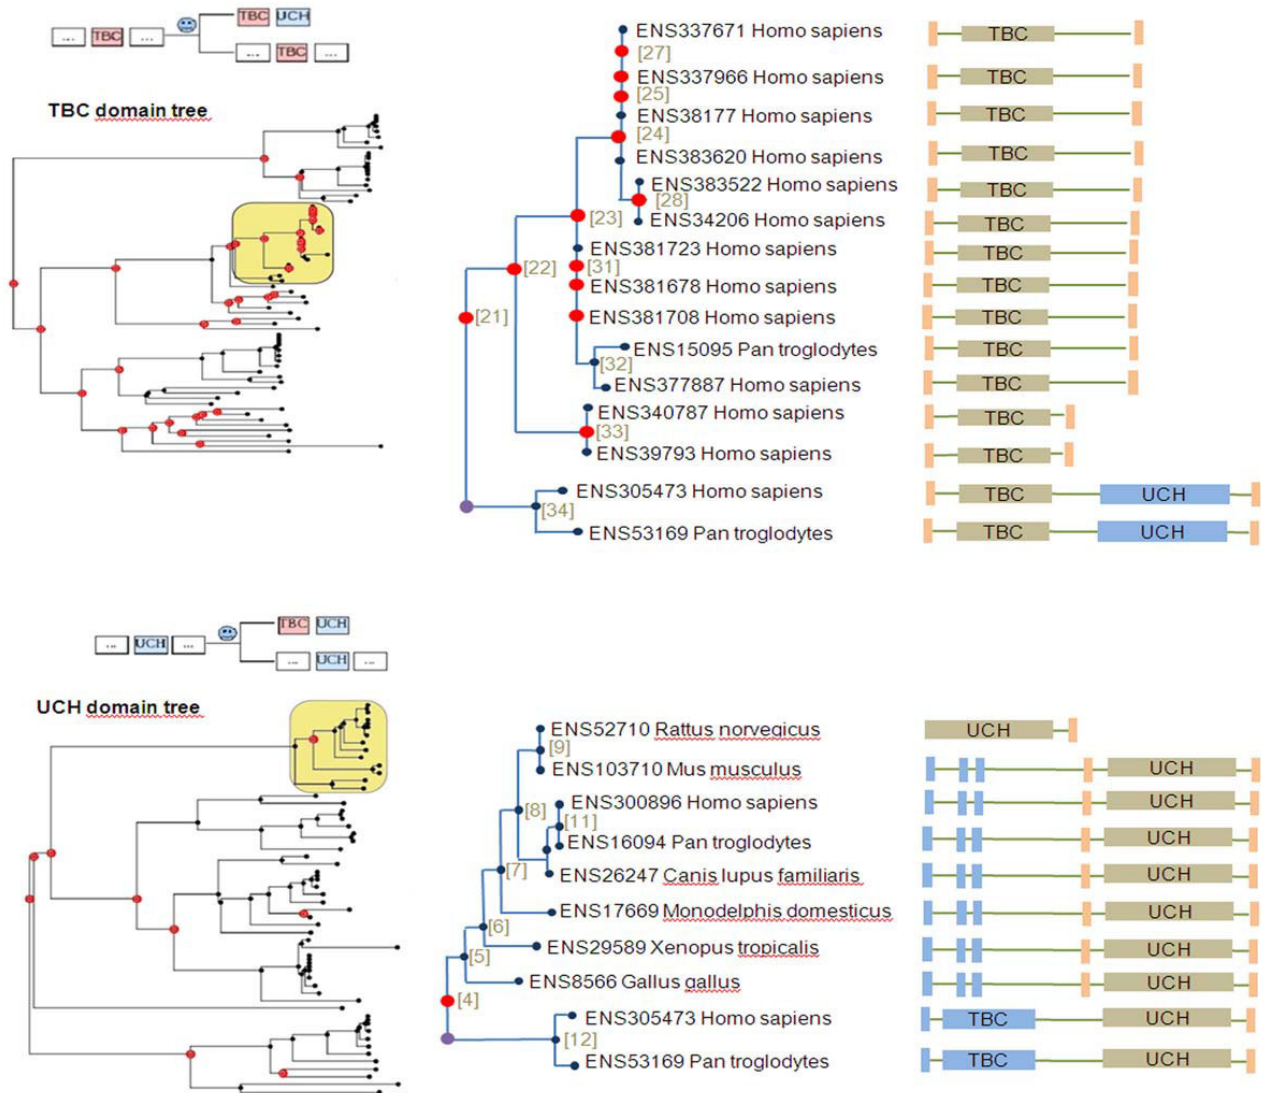 TBC UCH
... TBC ...
... TBC ...
TBC domain tree
ENS337671 Homo sapiens TBC
[27]
ENS337966 Homo sapiens TBC
[25]
ENS38177 Homo sapiens TBC
[24]
ENS383620 Homo sapiens TBC
ENS383522 Homo sapiens TBC
[28]
[23]
ENS34206 Homo sapiens TBC
ENS381723 Homo sapiens TBC
[22] [31]
ENS381678 Homo sapiens TBC
[21]
ENS381708 Homo sapiens TBC
ENS15095 Pan troglodytes TBC
[32]
ENS377887 Homo sapiens TBC
ENS340787 Homo sapiens TBC
[33]
ENS39793 Homo sapiens TBC
ENS305473 Homo sapiens TBC UCH
[34]
ENS53169 Pan troglodytes TBC UCH
TBC UCH
... UCH ...
... UCH ...
UCH domain tree
ENS52710 Rattus norvegicus UCH
[9]
ENS103710 Mus musculus UCH
ENS300896 Homo sapiens UCH
[8] [11]
ENS16094 Pan troglodytes UCH
[7]
ENS26247 Canis lupus familiaris UCH
ENS17669 Monodelphis domesticus UCH
[6]
ENS29589 Xenopus tropicalis UCH
[5]
ENS8566 Gallus gallus UCH
[4]
ENS305473 Homo sapiens TBC UCH
[12]
ENS53169 Pan troglodytes TBC UCH